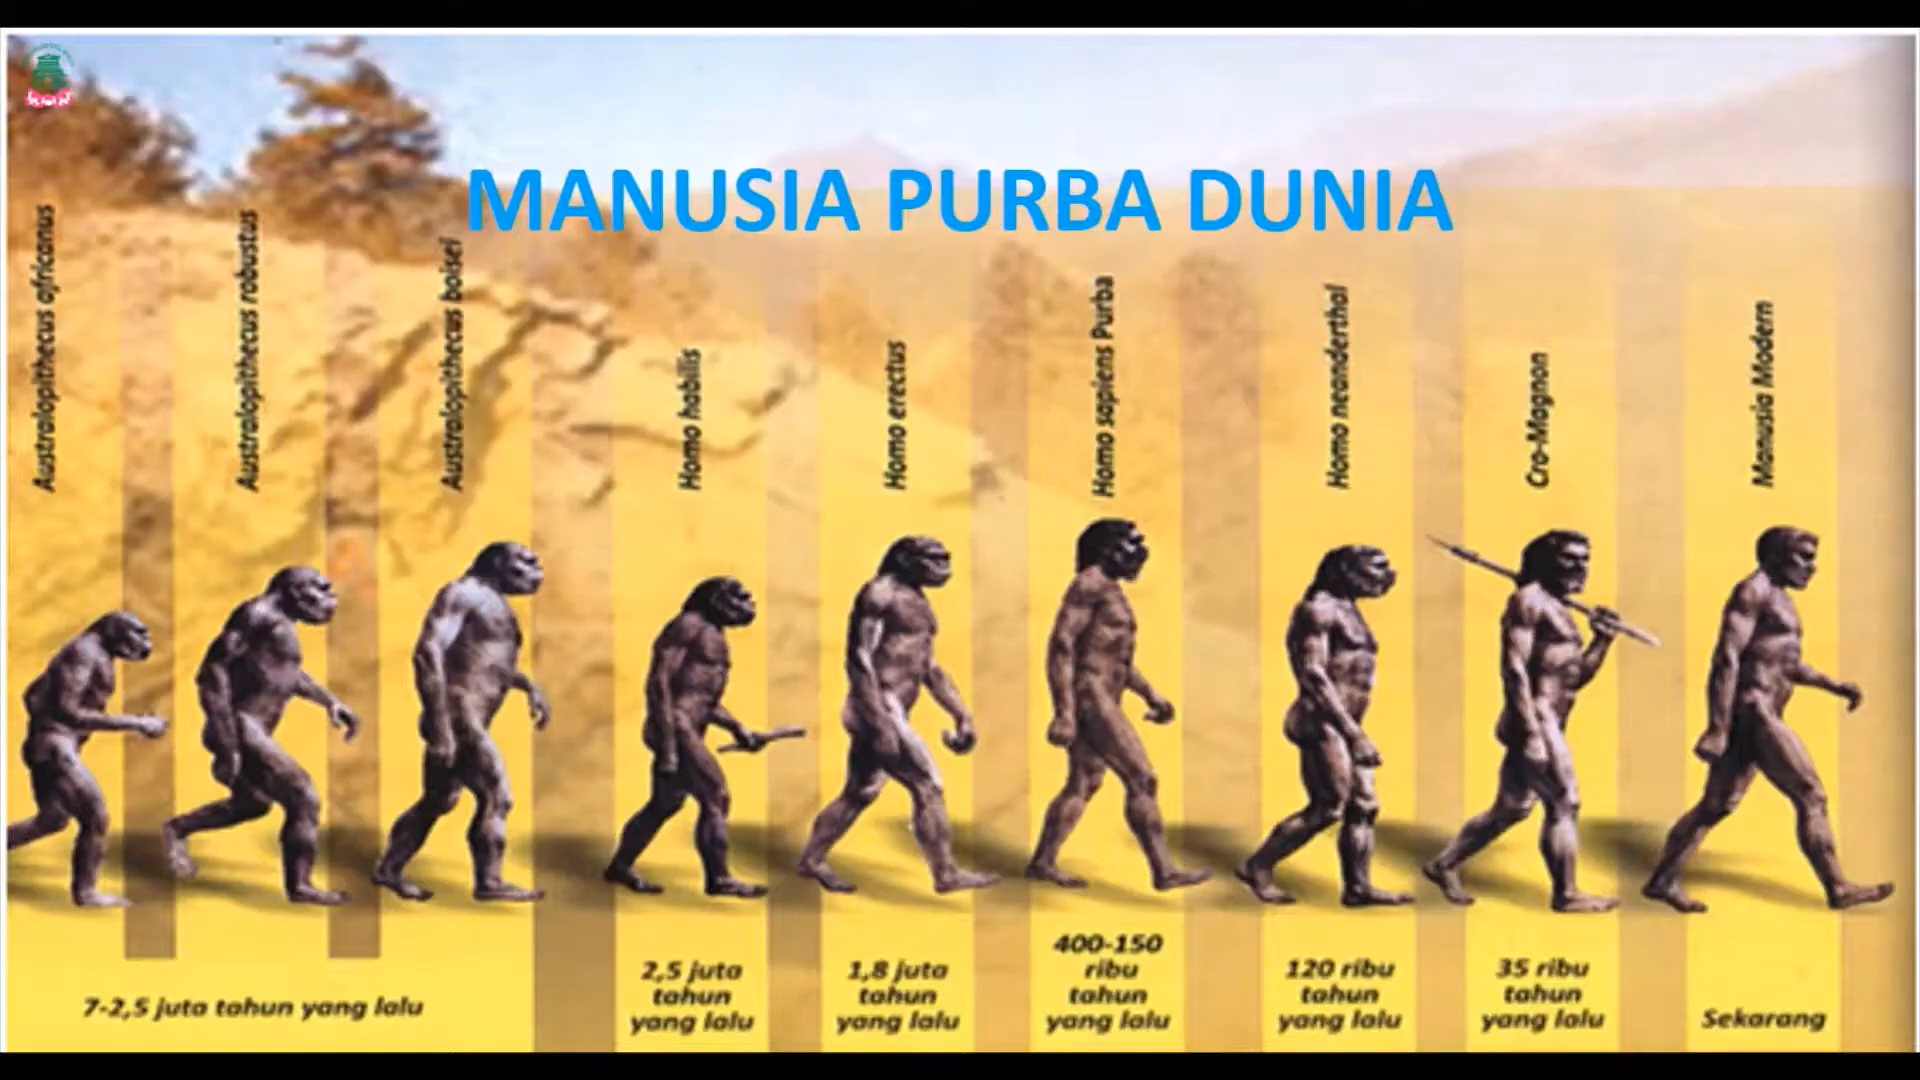 MANUSIA PURBA DUNIA
Australopithecus africanus
Australopithecus robustus
Australopithecus boisei
Homo habilis
Homo erectus
Homo sapiens Purba
Homo neanderthal
Cro-Magnon
Manusia Modern
7-2,5 juta tahun yang lalu
2,5 juta
tahun
yang lalu
1,8 juta
tahun
yang lalu
400-150
ribu
tahun
yang lalu
120 ribu
tahun
yang lalu
35 ribu
tahun
yang lalu
Sekarang